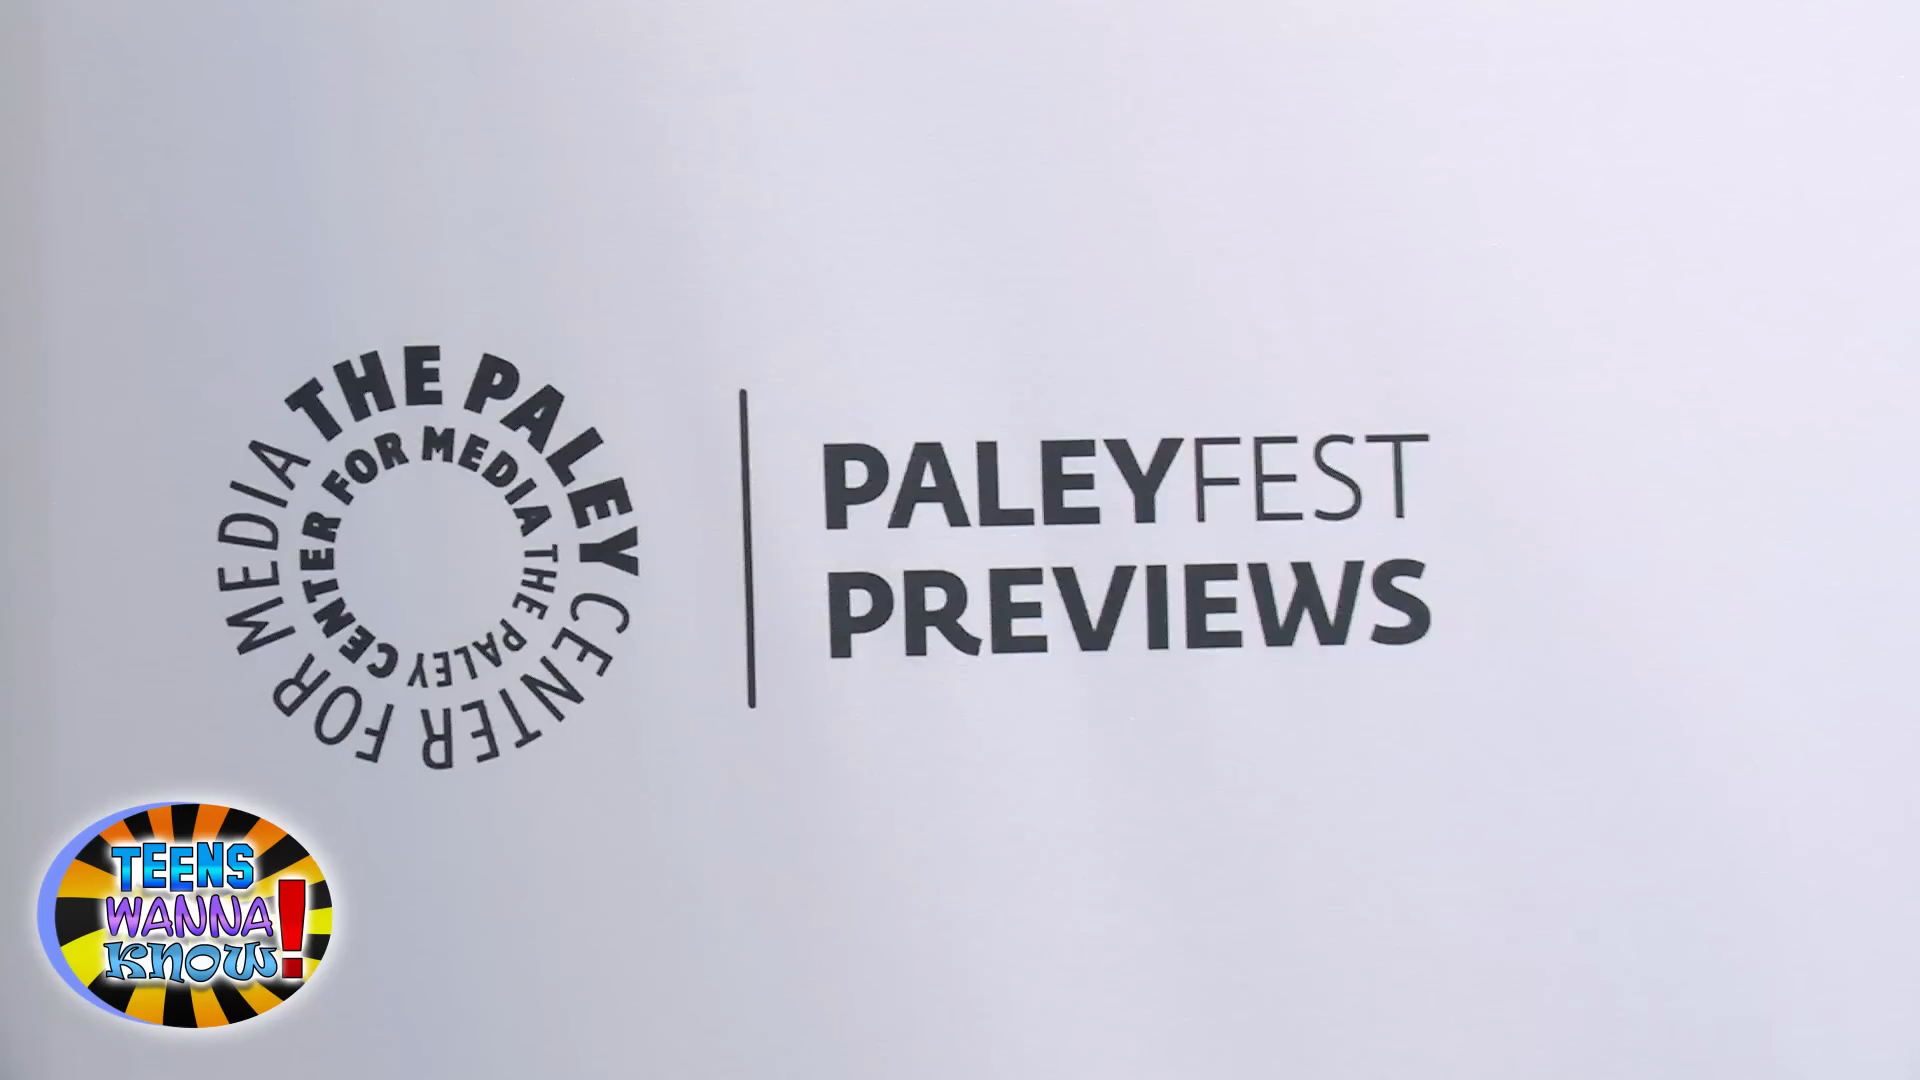 THE PALEY CENTER FOR MEDIA
THE PALEY CENTER FOR MEDIA
PALEYFEST
PREVIEWS
TEENS
WANNA
KNOW!